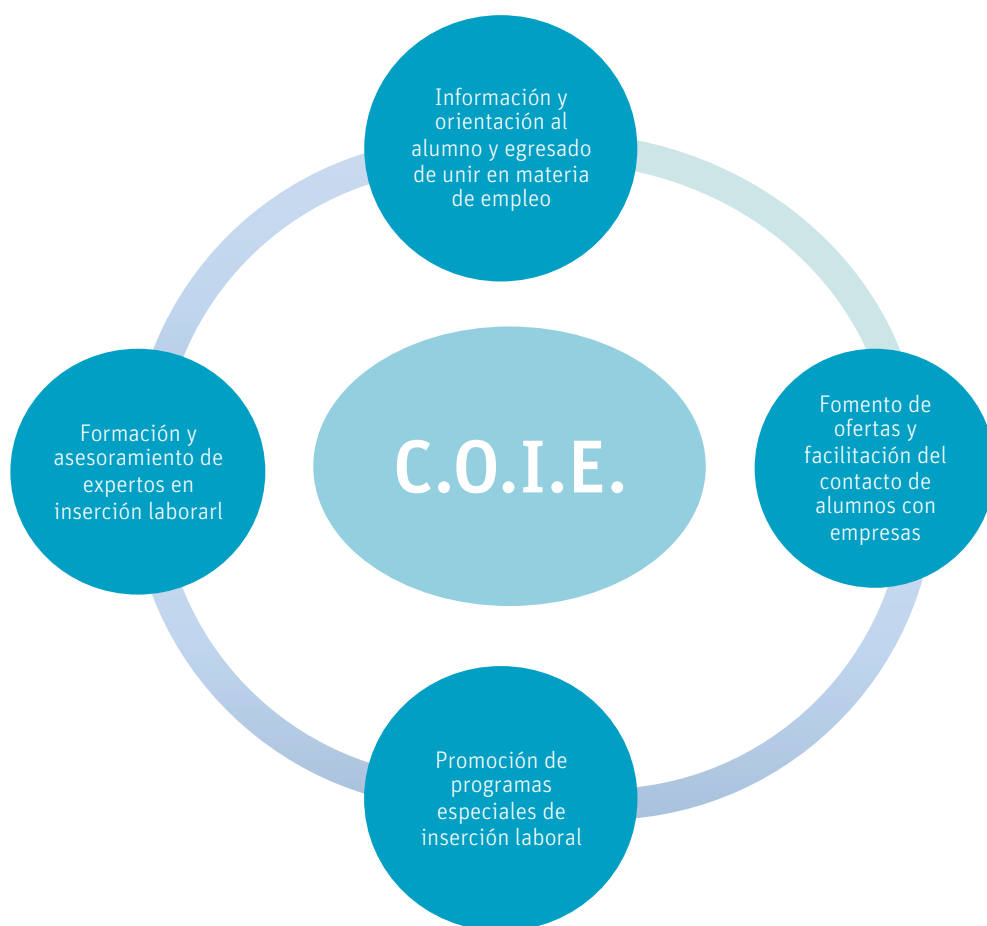 Información y
orientación al
alumno y egresado
de unir en materia
de empleo
Formación y
asesoramiento de
expertos en
inserción laborarl
C.O.I.E.
Fomento de
ofertas y
facilitación del
contacto de
alumnos con
empresas
Promoción de
programas
especiales de
inserción laboral